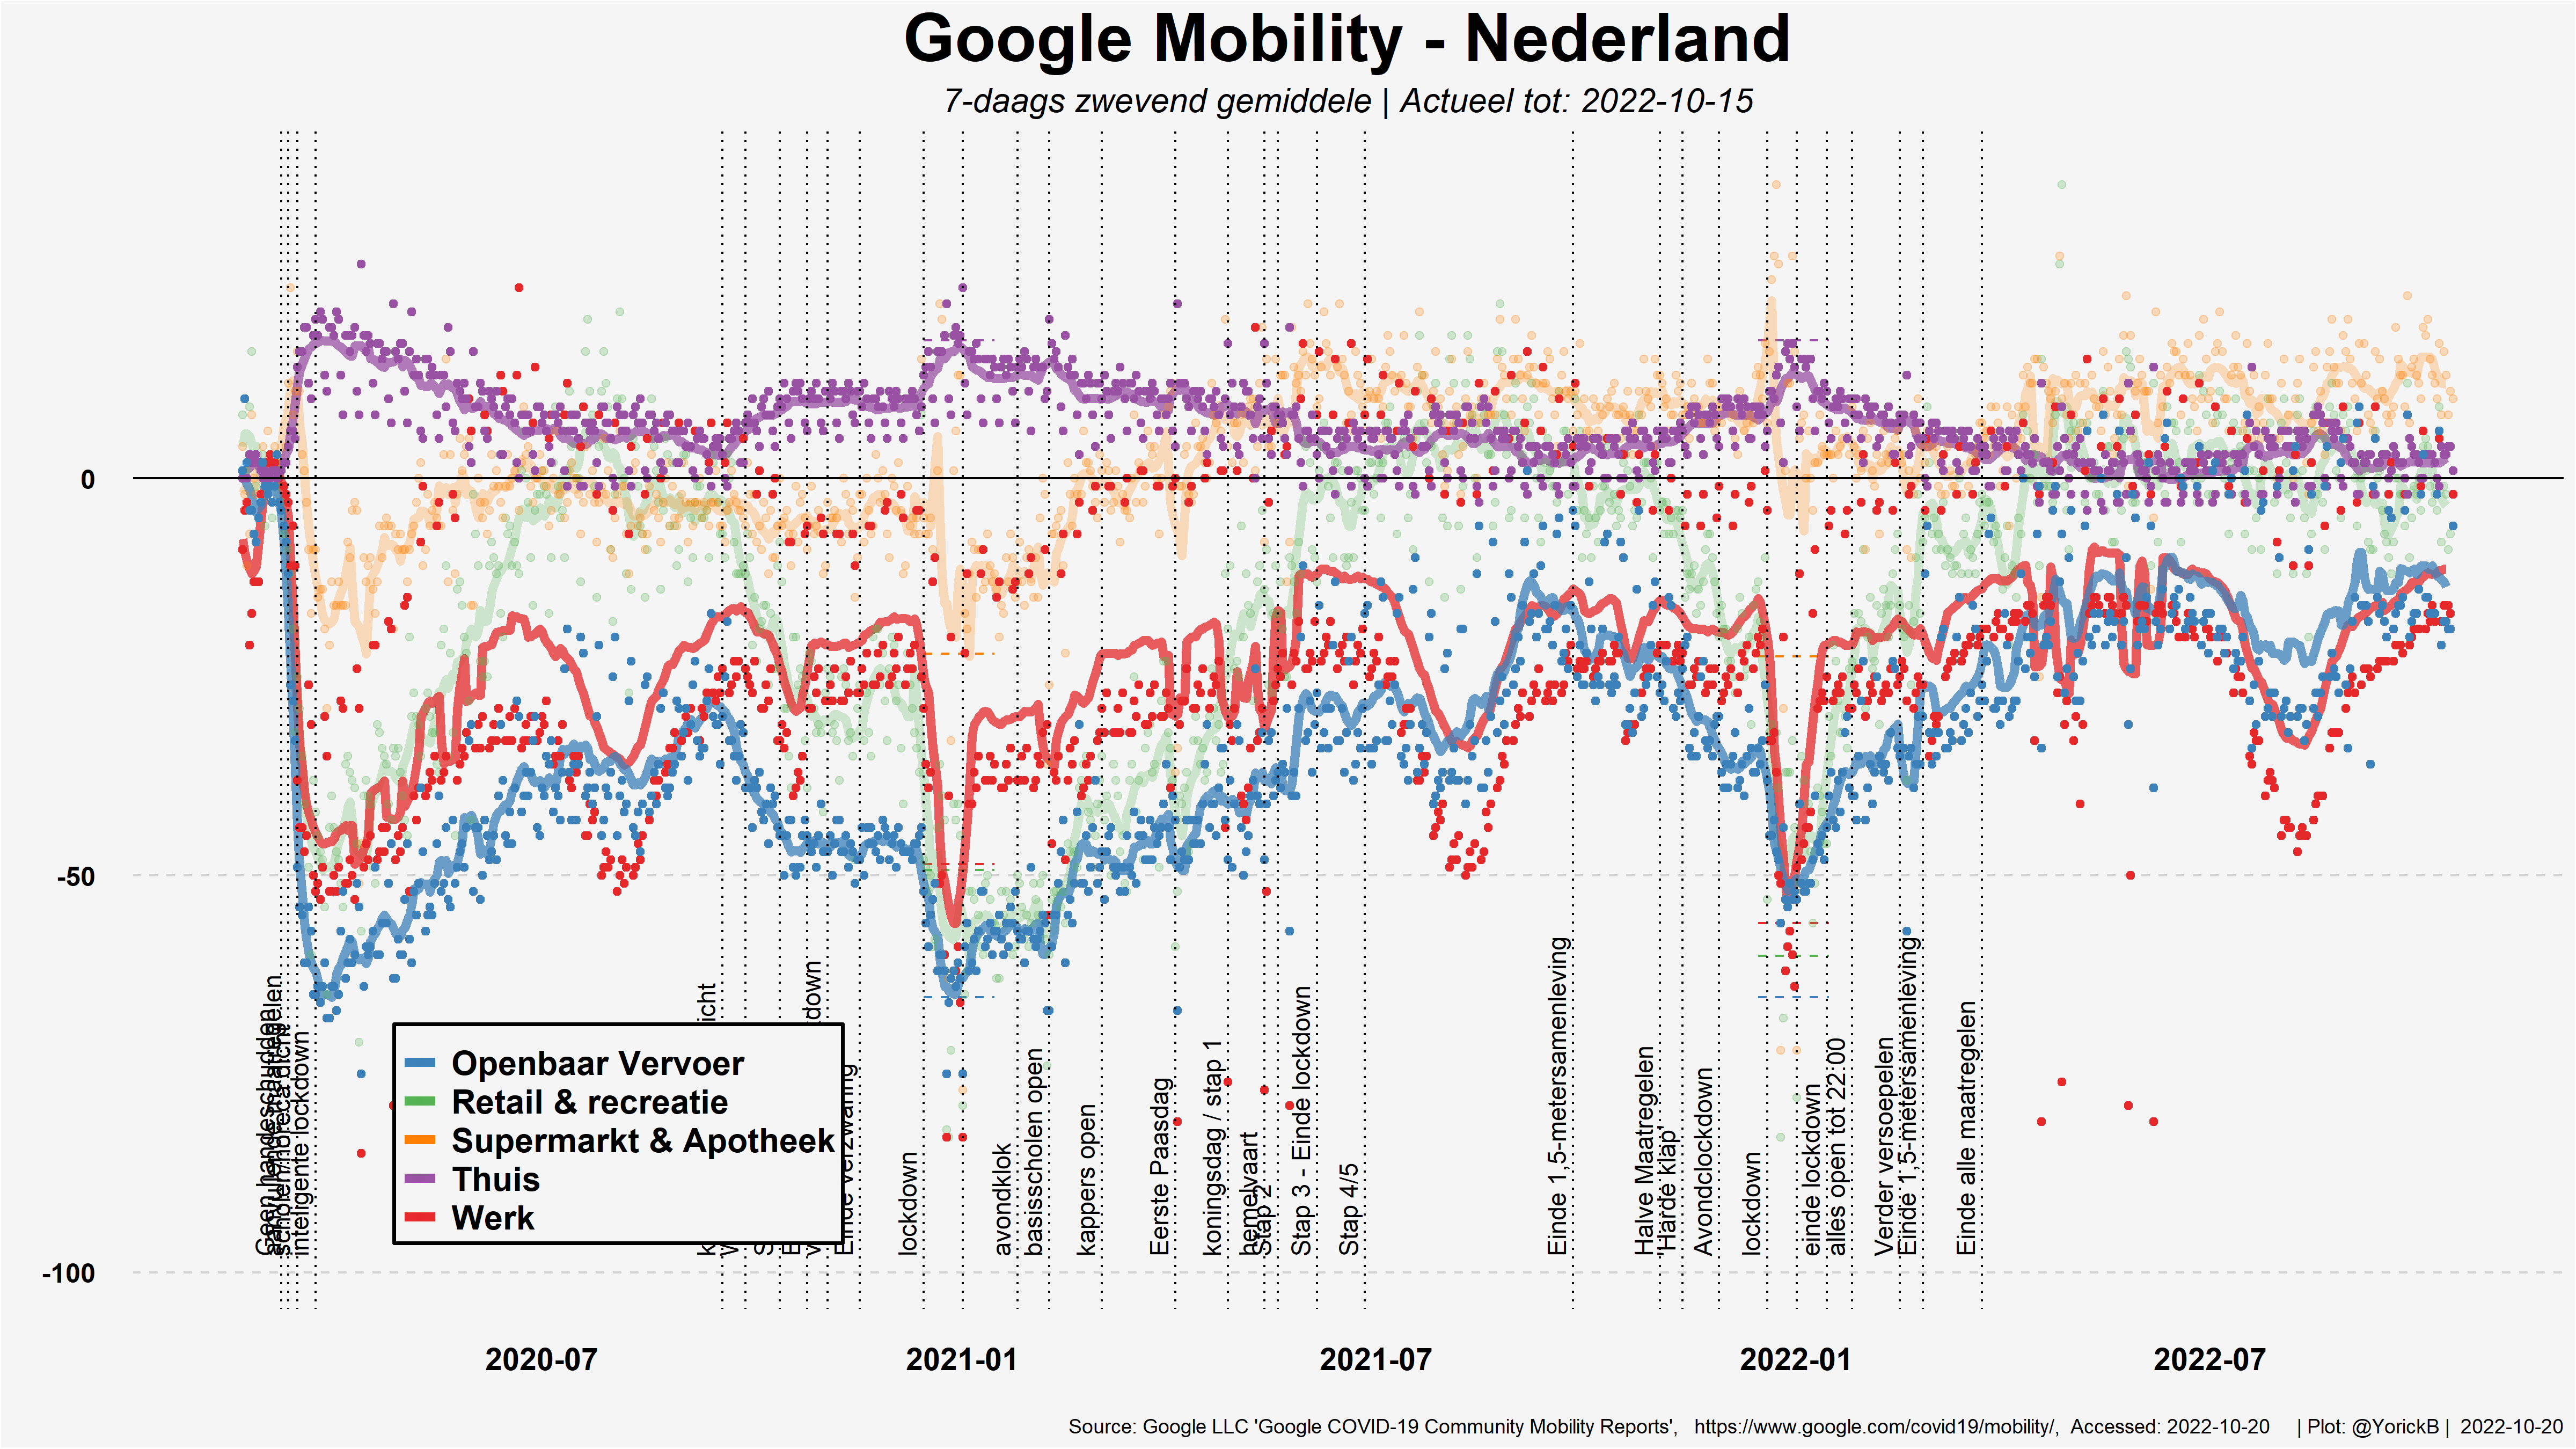 Google Mobility - Nederland
7-daags zwevend gemiddele | Actueel tot: 2022-10-15
0
-50
-100
Geen handeschudden
inteligente lockdown
Einde verzwaring
lockdown
avondklok
basisscholen open
kappers open
Eerste Paasdag
koningsdag / stap 1
hemelvaart
Stap 2
Stap 3 - Einde lockdown
Stap 4/5
Einde 1,5-metersamenleving
Halve Maatregelen
'Harde klap'
Avondclockdown
lockdown
einde lockdown
alles open tot 22:00
Verder versoepelen
Einde 1,5-metersamenleving
Einde alle maatregelen
Openbaar Vervoer
Retail & recreatie
Supermarkt & Apotheek
Thuis
Werk
2020-07
2021-01
2021-07
2022-01
2022-07
Source: Google LLC 'Google COVID-19 Community Mobility Reports', https://www.google.com/covid19/mobility/, Accessed: 2022-10-20 | Plot: @YorickB | 2022-10-20